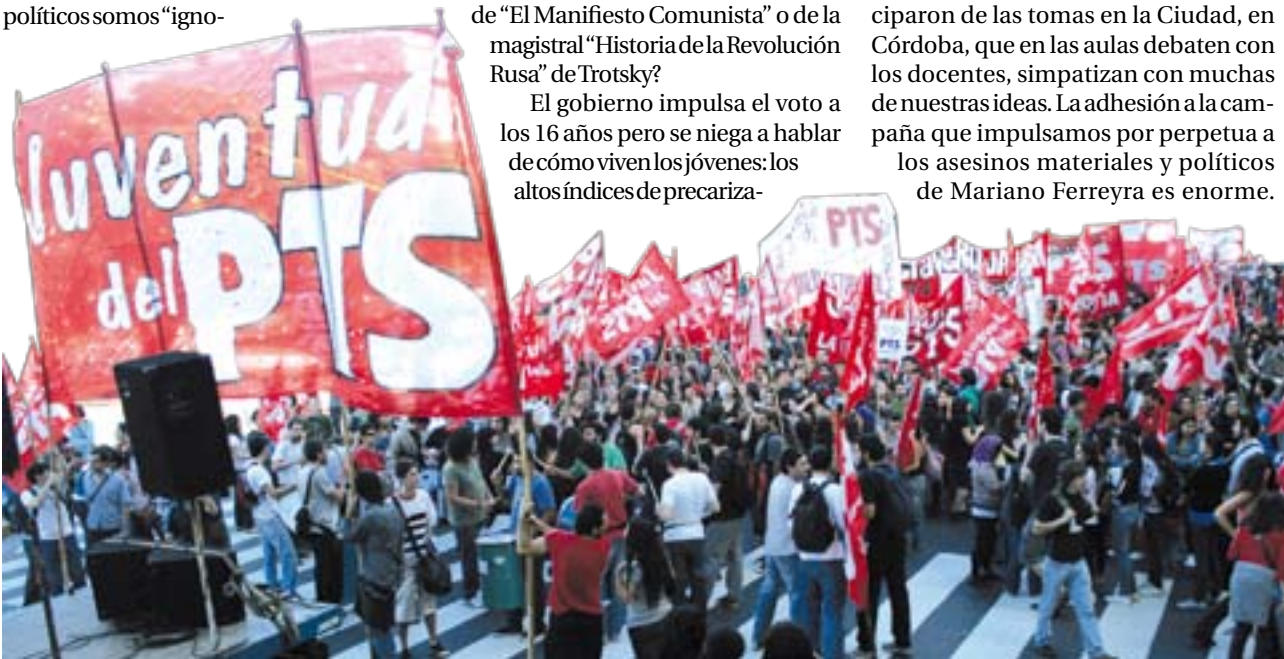 políticos somos “igno-
de “El Manifiesto Comunista” o de la
magistral “Historia de la Revolución
Rusa” de Trotsky?
El gobierno impulsa el voto a
los 16 años pero se niega a hablar
de cómo viven los jóvenes: los
altos índices de precariza-
ciparon de las tomas en la Ciudad, en
Córdoba, que en las aulas debaten con
los docentes, simpatizan con muchas
de nuestras ideas. La adhesión a la cam-
paña que impulsamos por perpetua a
los asesinos materiales y políticos
de Mariano Ferreyra es enorme.
Juventud
del PTS
PTS
PTS
PTS
PTS